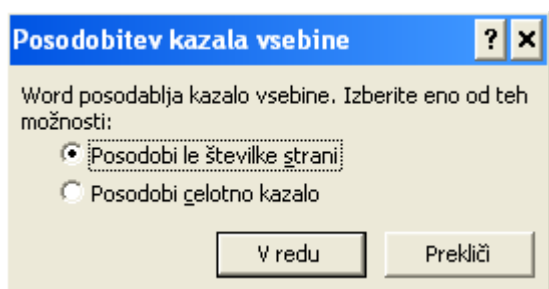 Posodobitev kazala vsebine
Word posodablja kazalo vsebine. Izberite eno od teh
možnosti:
Posodobi le številke strani
Posodobi celotno kazalo
V redu
Prekliči